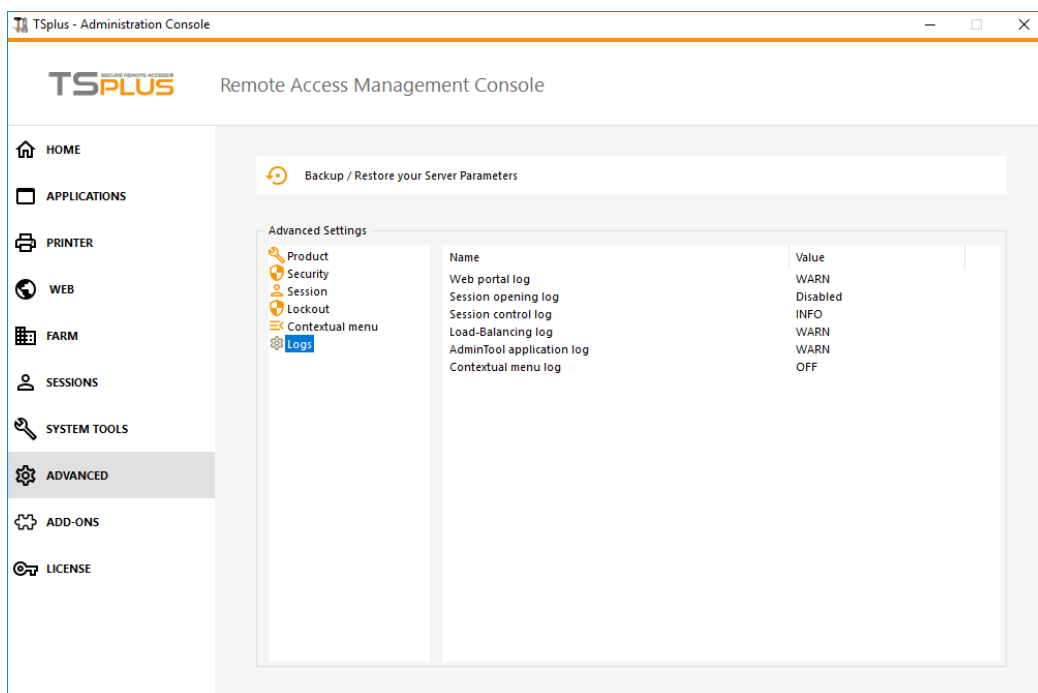 TSplus - Administration Console
TSPLUS SECURE REMOTE ACCESS
Remote Access Management Console
HOME
APPLICATIONS
PRINTER
WEB
FARM
SESSIONS
SYSTEM TOOLS
ADVANCED
ADD-ONS
LICENSE
Backup / Restore your Server Parameters
Advanced Settings
Product
Security
Session
Lockout
Contextual menu
Logs
Name Value
Web portal log WARN
Session opening log Disabled
Session control log INFO
Load-Balancing log WARN
AdminTool application log WARN
Contextual menu log OFF